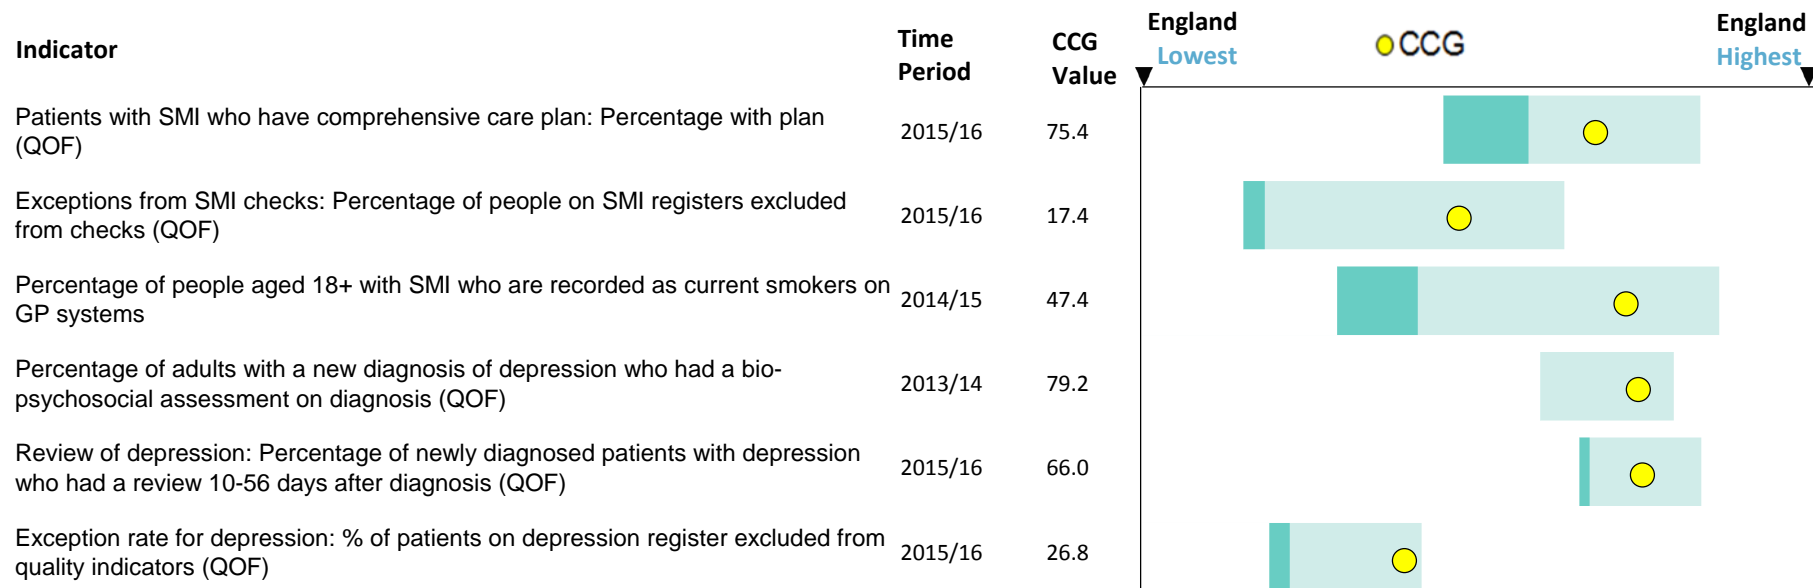 Indicator
Time Period
CCG Value
England Lowest
CCG
England Highest
Patients with SMI who have comprehensive care plan: Percentage with plan
(QOF)
2015/16
75.4
Exceptions from SMI checks: Percentage of people on SMI registers excluded
from checks (QOF)
2015/16
17.4
Percentage of people aged 18+ with SMI who are recorded as current smokers on
GP systems
2014/15
47.4
Percentage of adults with a new diagnosis of depression who had a bio-
psychosocial assessment on diagnosis (QOF)
2013/14
79.2
Review of depression: Percentage of newly diagnosed patients with depression
who had a review 10-56 days after diagnosis (QOF)
2015/16
66.0
Exception rate for depression: % of patients on depression register excluded from
quality indicators (QOF)
2015/16
26.8